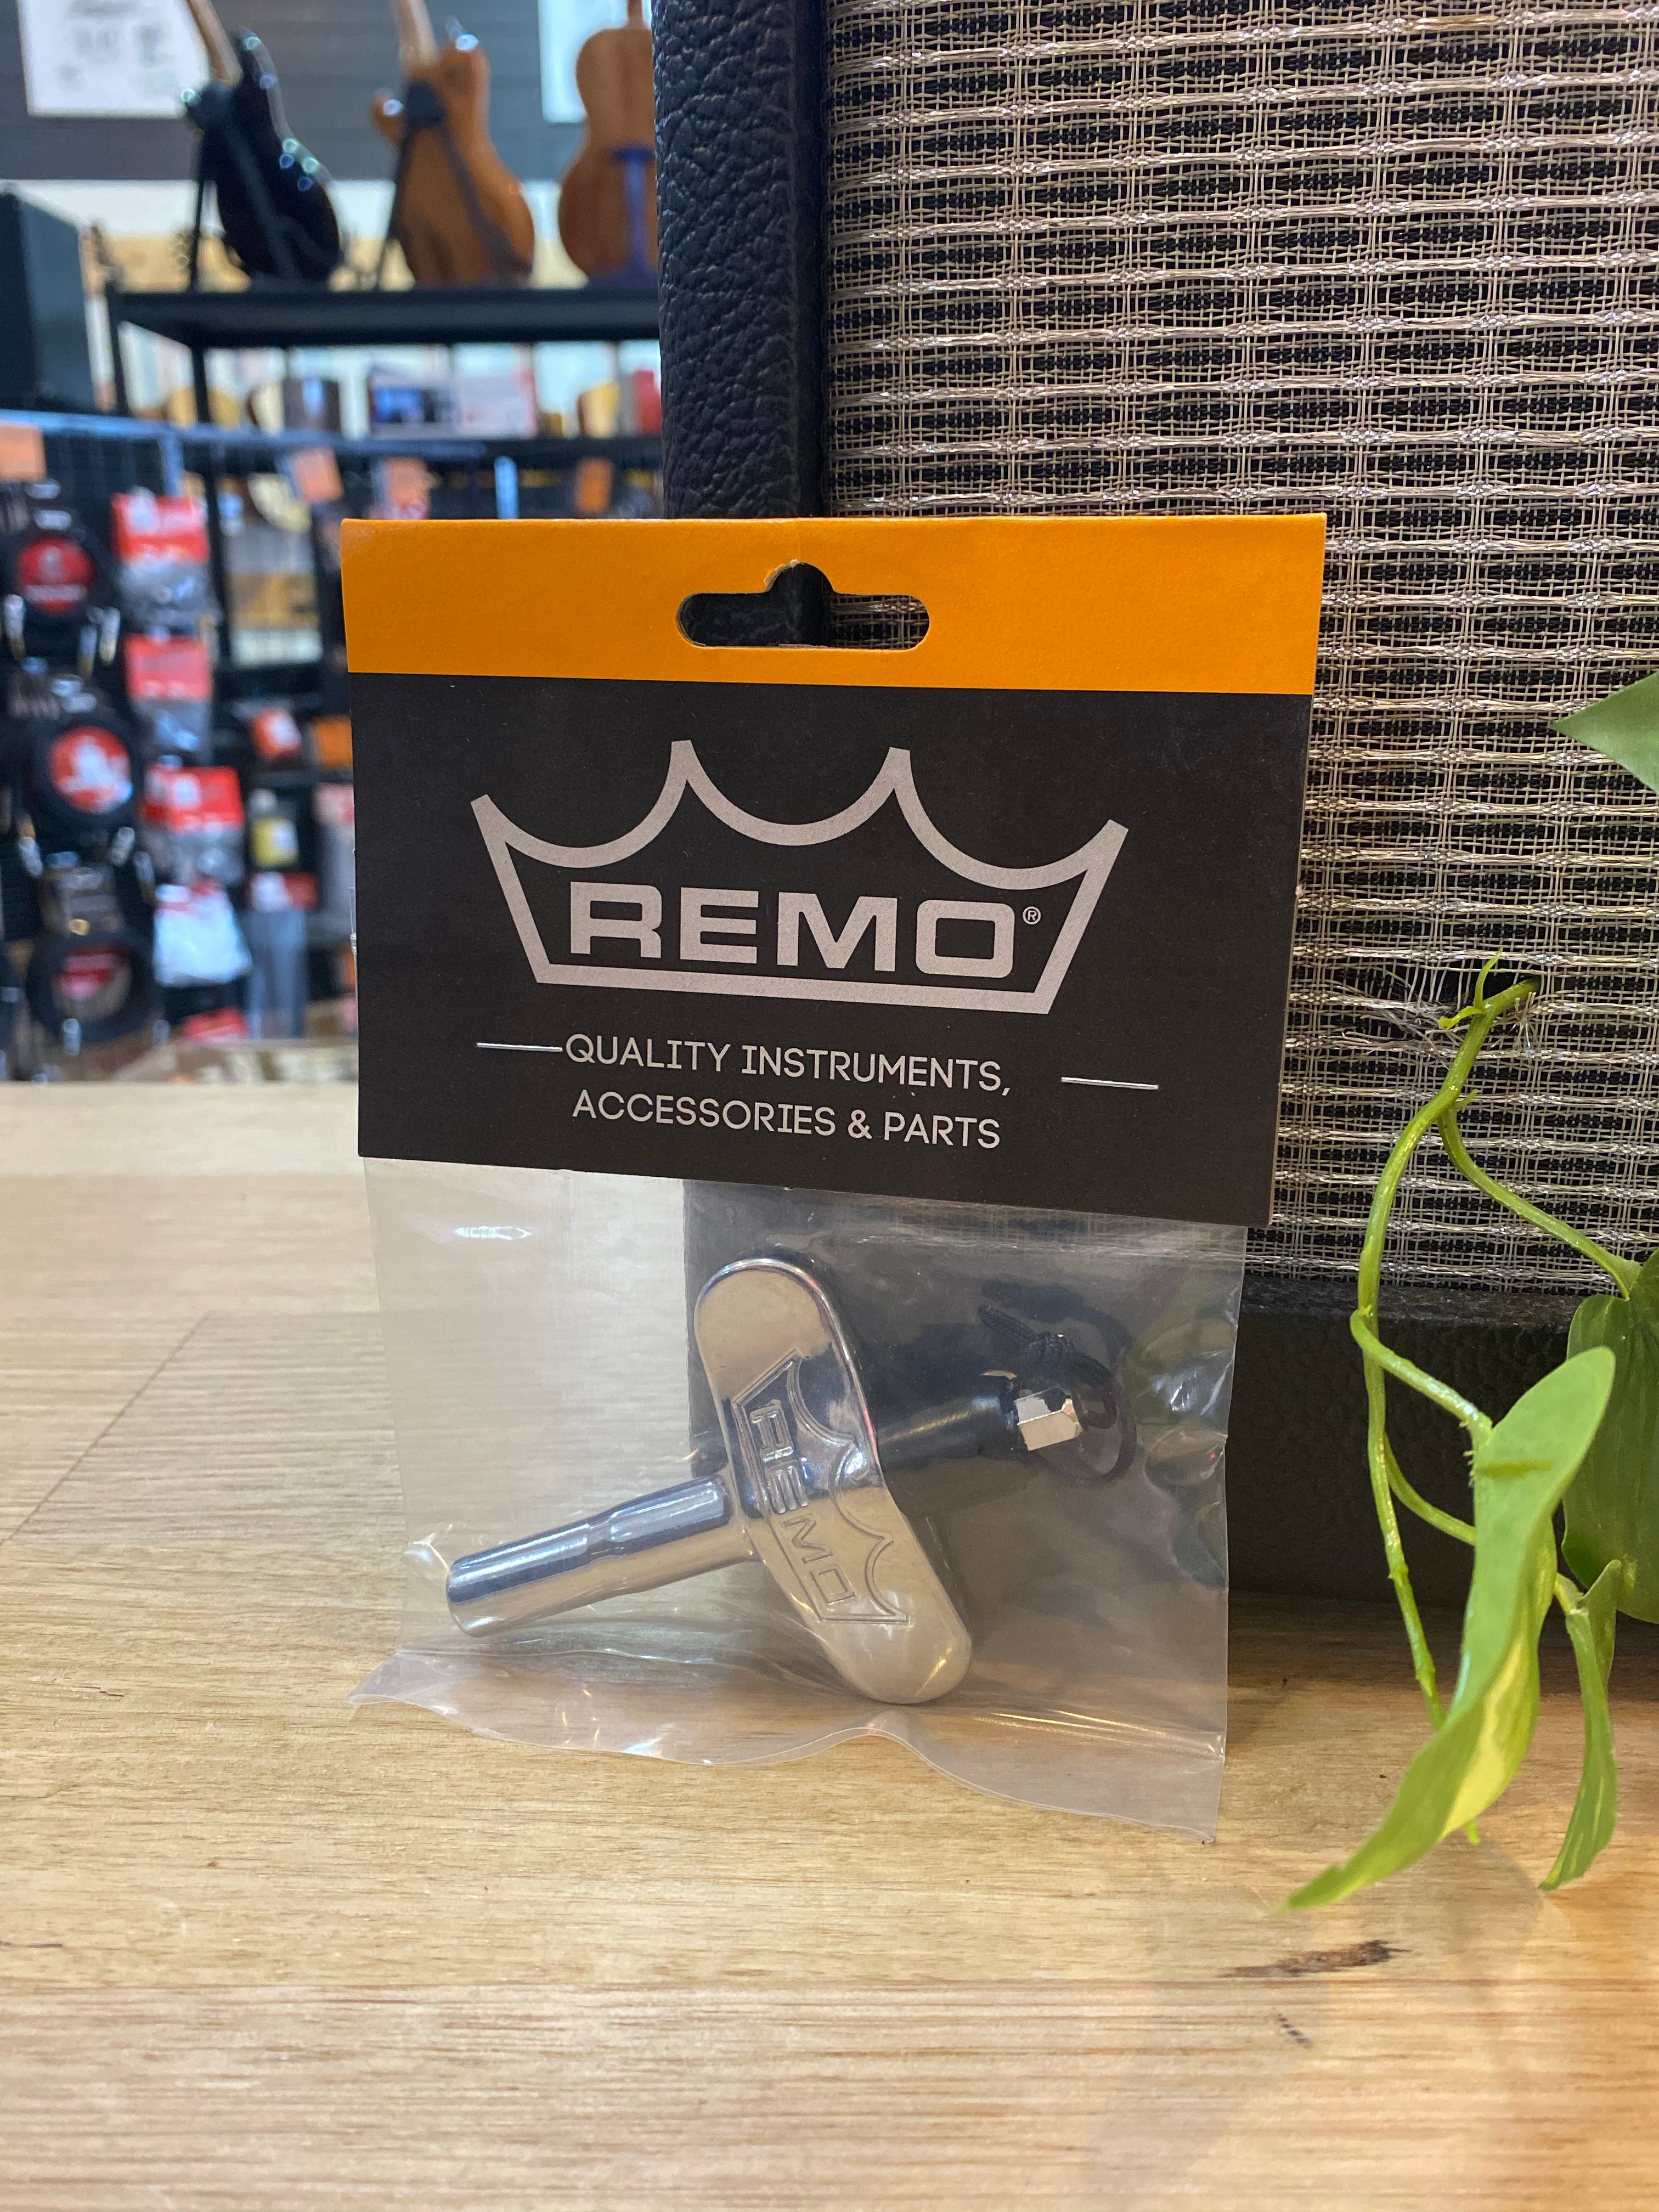 REMO®
QUALITY INSTRUMENTS,
ACCESSORIES & PARTS
REMO